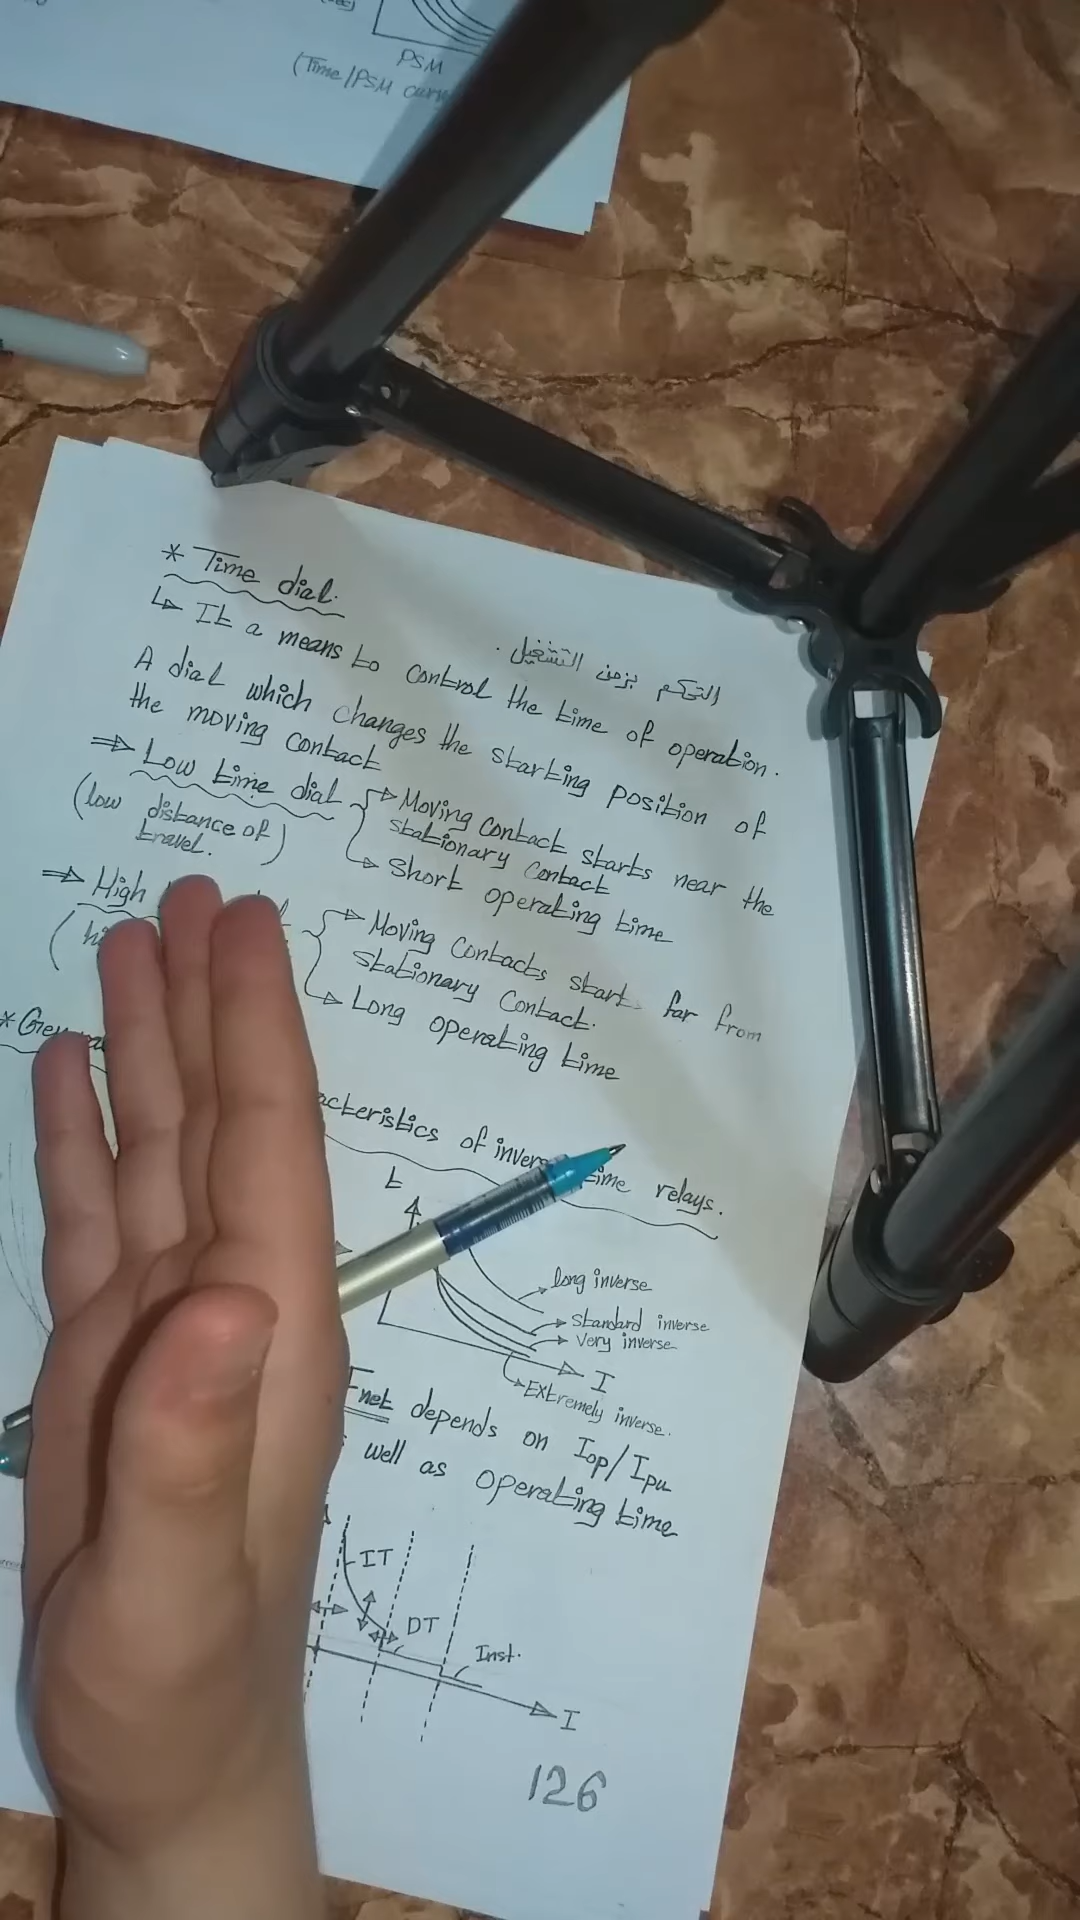 PSM
(Time/PSM curv
* Time dial.
↳ It a means to control the time of operation.
التحكم بزمن التشغيل .
A dial which changes the starting position of
the moving contact
⇒ Low time dial
(low distance of
travel.)
→ Moving contact starts near the
stationary contact
→ Short operating time
⇒ High
→ Moving contacts start far from
stationary contact.
→ Long operating time
acteristics of inverse time relays.
t
long inverse
Standard inverse
Very inverse
I
Extremely inverse.
Fnet depends on Iop/Ipu
well as operating time
IT
DT
Inst.
I
126